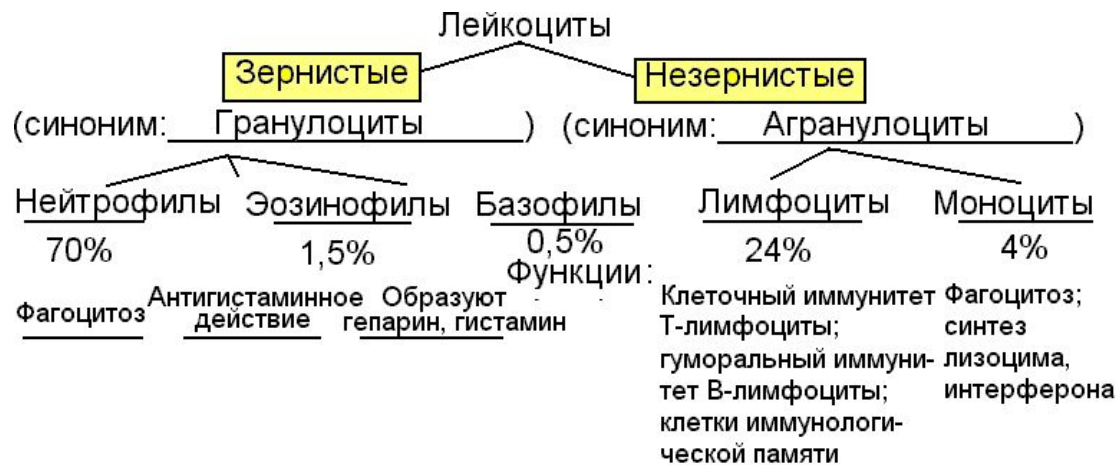 Лейкоциты
Зернистые Незернистые
(синоним: Гранулоциты ) (синоним: Агранулоциты )
Нейтрофилы Эозинофилы Базофилы Лимфоциты Моноциты
70% 1,5% 0,5% 24% 4%
Функции:
Фагоцитоз
Антигистаминное
действие
Образуют
гепарин, гистамин
Клеточный иммунитет
Т-лимфоциты;
гуморальный иммуни-
тет В-лимфоциты;
клетки иммунологи-
ческой памяти
Фагоцитоз;
синтез
лизоцима,
интерферона